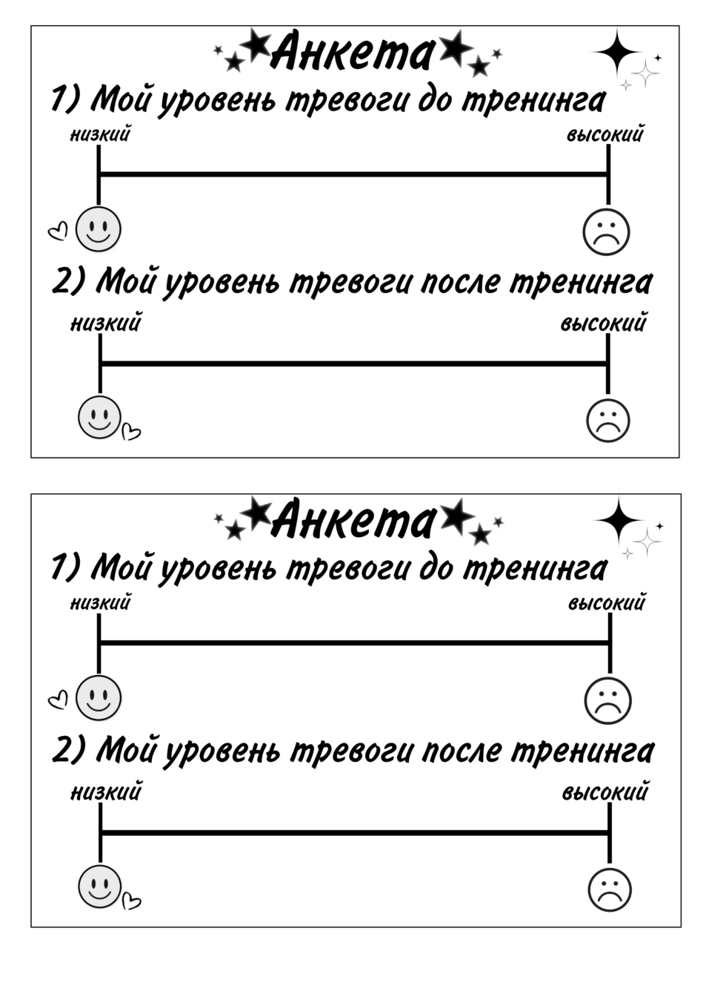 Анкета
1) Мой уровень тревоги до тренинга
низкий высокий
2) Мой уровень тревоги после тренинга
низкий высокий
Анкета
1) Мой уровень тревоги до тренинга
низкий высокий
2) Мой уровень тревоги после тренинга
низкий высокий